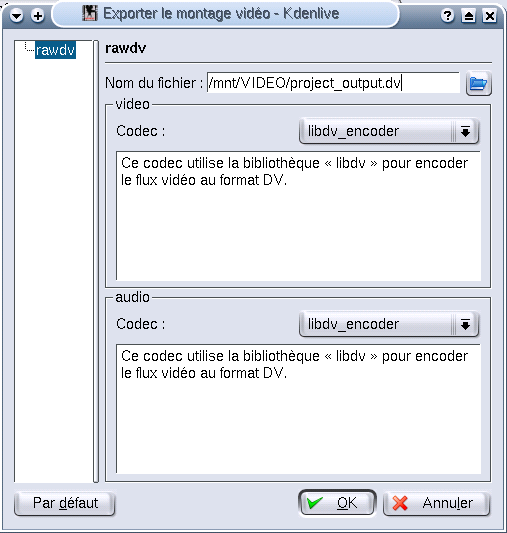 Exporter le montage vidéo - Kdenlive
rawdv
rawdv
Nom du fichier : /mnt/VIDEO/project_output.dv
video
Codec : libdv_encoder
Ce codec utilise la bibliothèque « libdv » pour encoder
le flux vidéo au format DV.
audio
Codec : libdv_encoder
Ce codec utilise la bibliothèque « libdv » pour encoder
le flux vidéo au format DV.
Par défaut OK Annuler